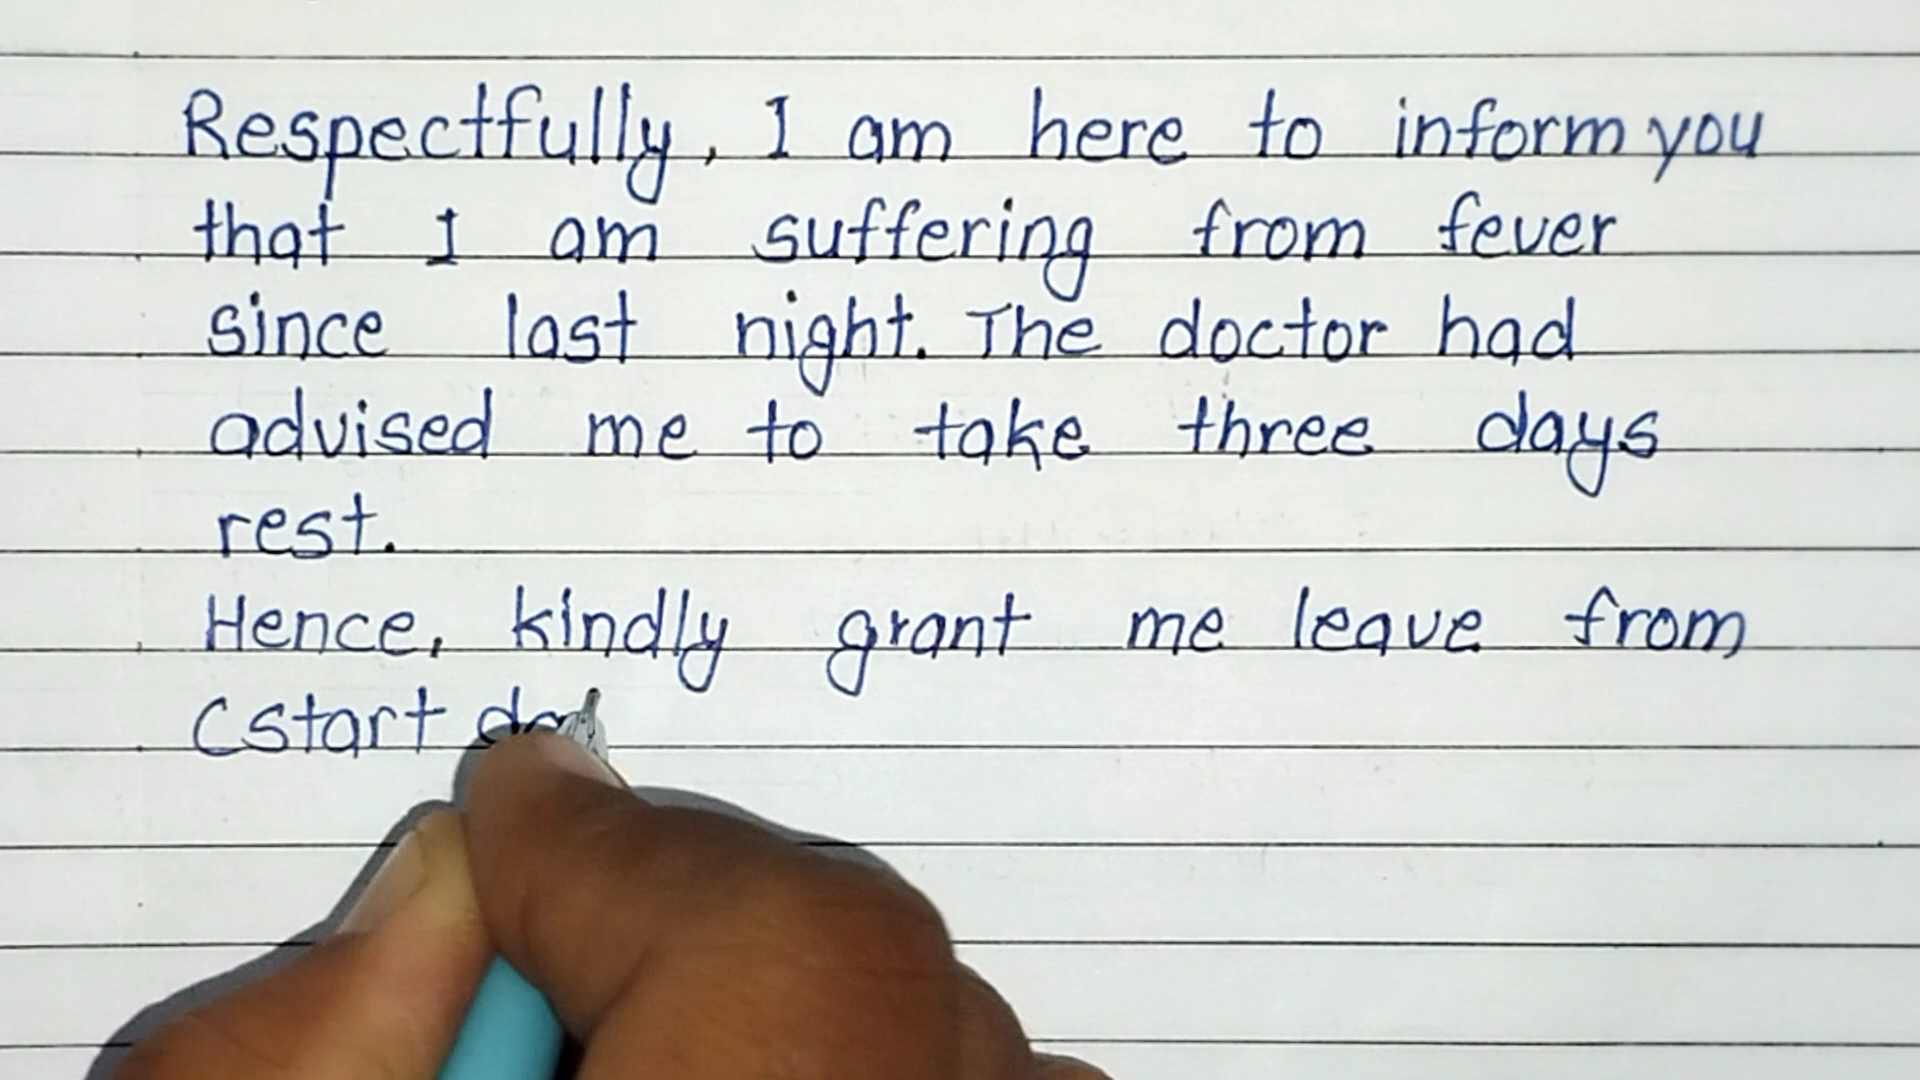 Respectfully, I am here to inform you
that I am suffering from fever
since last night. The doctor had
advised me to take three days
rest.
Hence, kindly grant me leave from
(start da